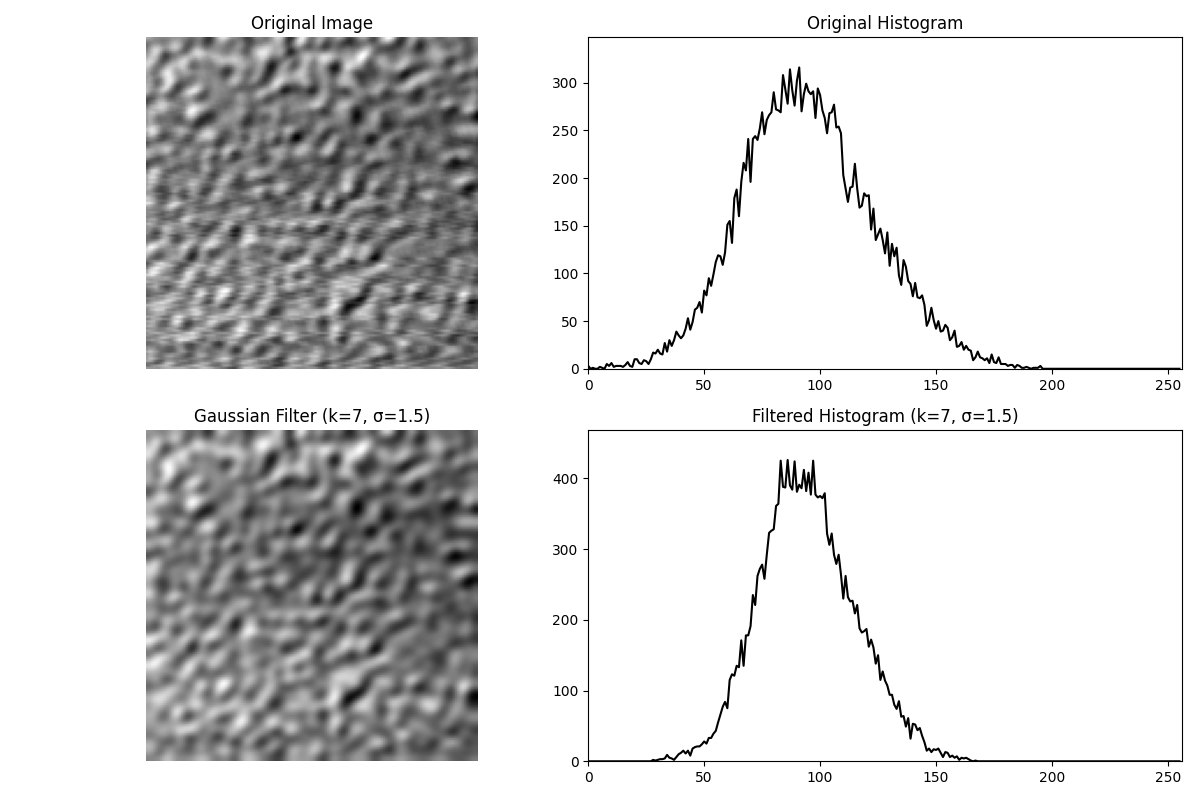 Original Image
Original Histogram
300
250
200
150
100
50
0
0 50 100 150 200 250
Gaussian Filter (k=7, σ=1.5)
Filtered Histogram (k=7, σ=1.5)
400
300
200
100
0
0 50 100 150 200 250